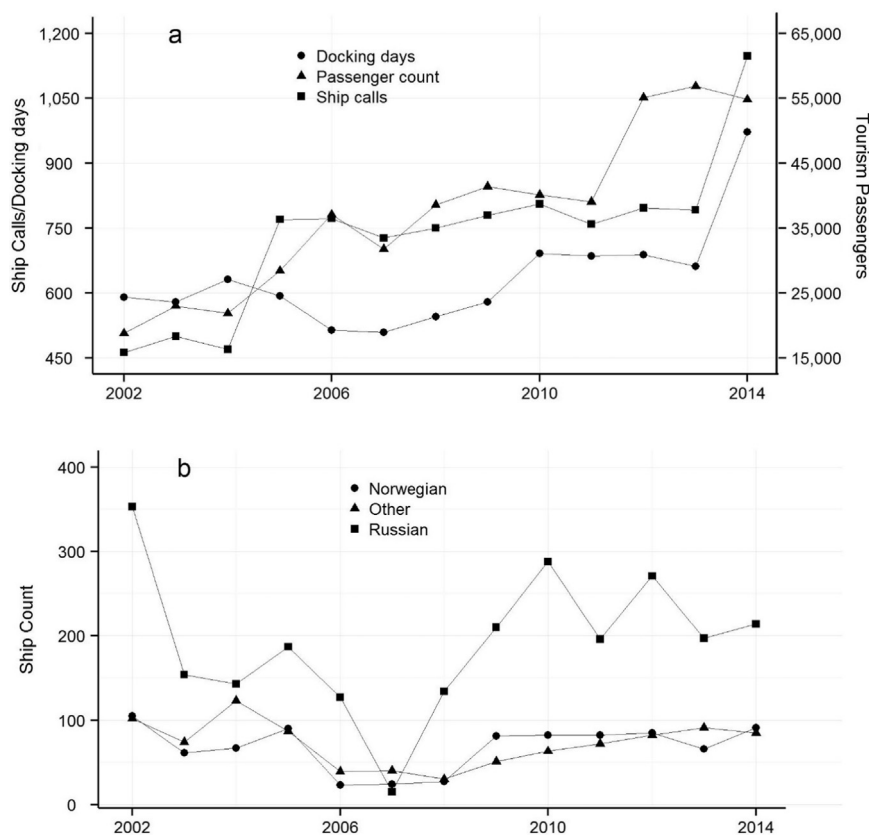 a
Docking days
Passenger count
Ship calls
Ship Calls/Docking days
1,200
1,050
900
750
600
450
Tourism Passengers
65,000
55,000
45,000
35,000
25,000
15,000
2002 2006 2010 2014
b
Norwegian
Other
Russian
Ship Count
400
300
200
100
0
2002 2006 2010 2014